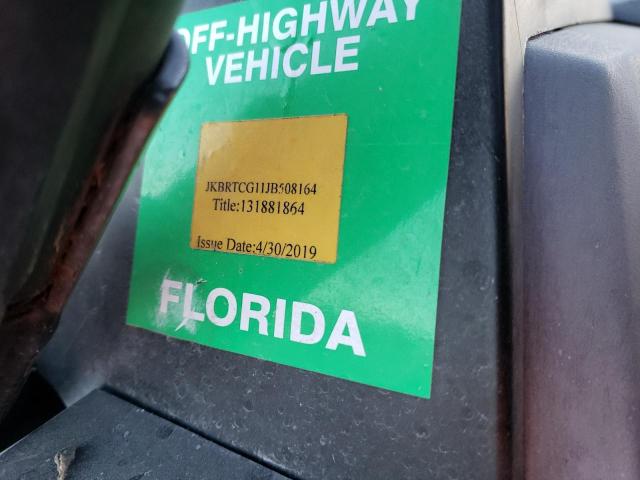 OFF-HIGHWAY
VEHICLE
JKBRTCG11JB508164
Title:131881864
Issue Date:4/30/2019
FLORIDA